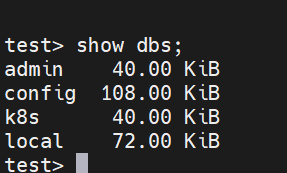 test> show dbs;
admin    40.00 KiB
config  108.00 KiB
k8s      40.00 KiB
local    72.00 KiB
test>